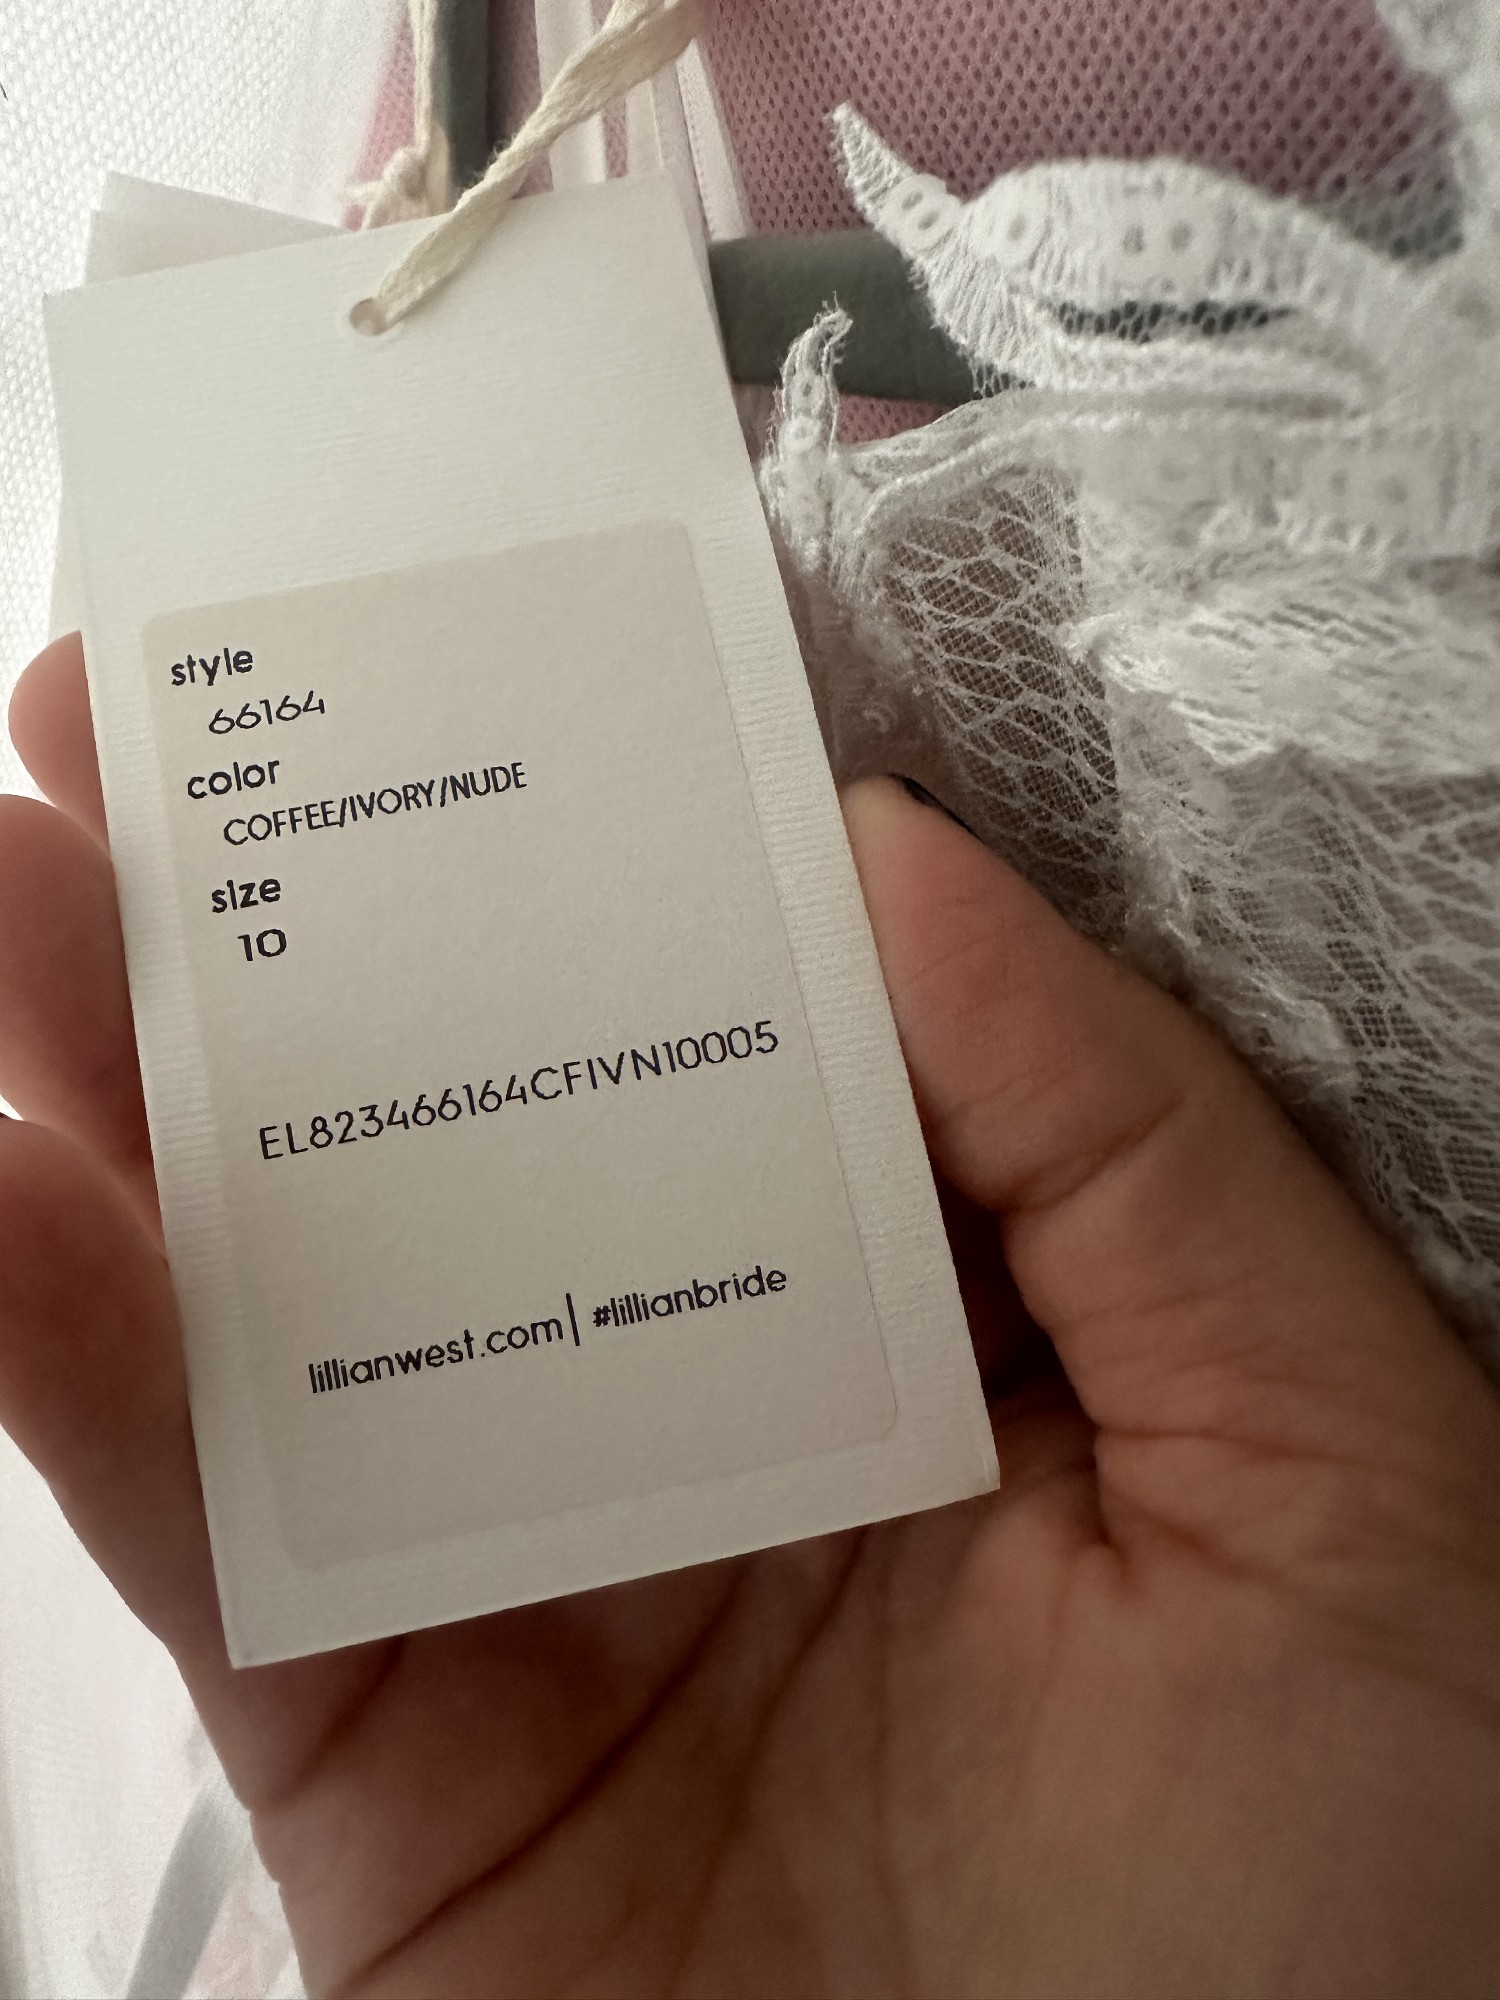 style
66164
color
COFFEE/IVORY/NUDE
size
10
EL823466164CFIVN10005
lillianwest.com| #lillianbride